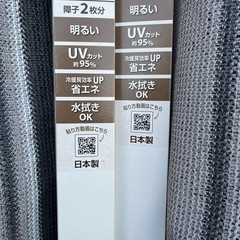 障子2枚分
明るい
UVカット
約95%
冷暖房効率UP
省エネ
水拭き
OK
貼り方動画はこちら
日本製
明るい
UVカット
約95%
冷暖房効率UP
省エネ
水拭き
OK
貼り方動画はこちら
日本製